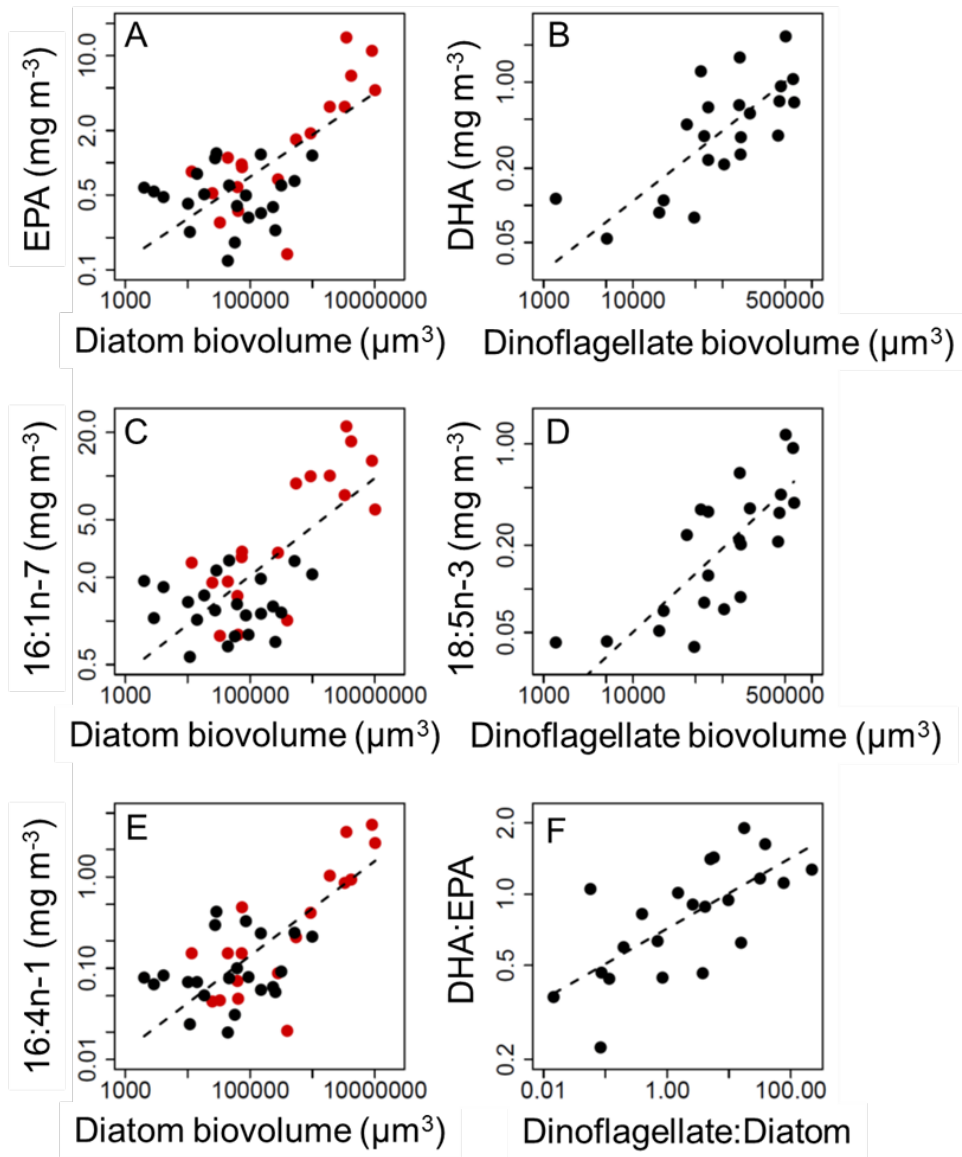 A
EPA (mg m-3)
10.0
2.0
0.5
0.1
1000 100000 10000000
Diatom biovolume (µm3)
B
DHA (mg m-3)
1.00
0.20
0.05
1000 10000 500000
Dinoflagellate biovolume (µm3)
C
16:1n-7 (mg m-3)
20.0
5.0
2.0
0.5
1000 100000 10000000
Diatom biovolume (µm3)
D
18:5n-3 (mg m-3)
1.00
0.20
0.05
1000 10000 500000
Dinoflagellate biovolume (µm3)
E
16:4n-1 (mg m-3)
1.00
0.10
0.01
1000 100000 10000000
Diatom biovolume (µm3)
F
DHA:EPA
2.0
1.0
0.5
0.2
0.01 1.00 100.00
Dinoflagellate:Diatom